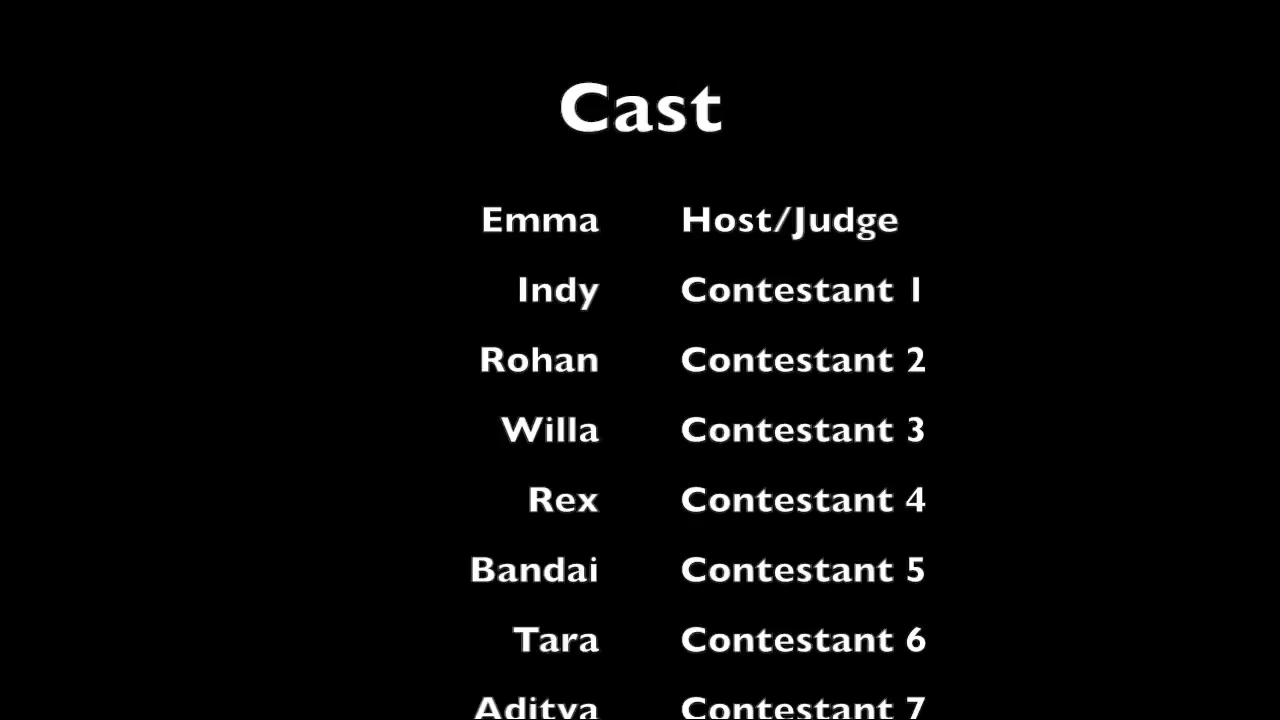 Cast
Emma Host/Judge
Indy Contestant 1
Rohan Contestant 2
Willa Contestant 3
Rex Contestant 4
Bandai Contestant 5
Tara Contestant 6
Aditya Contestant 7